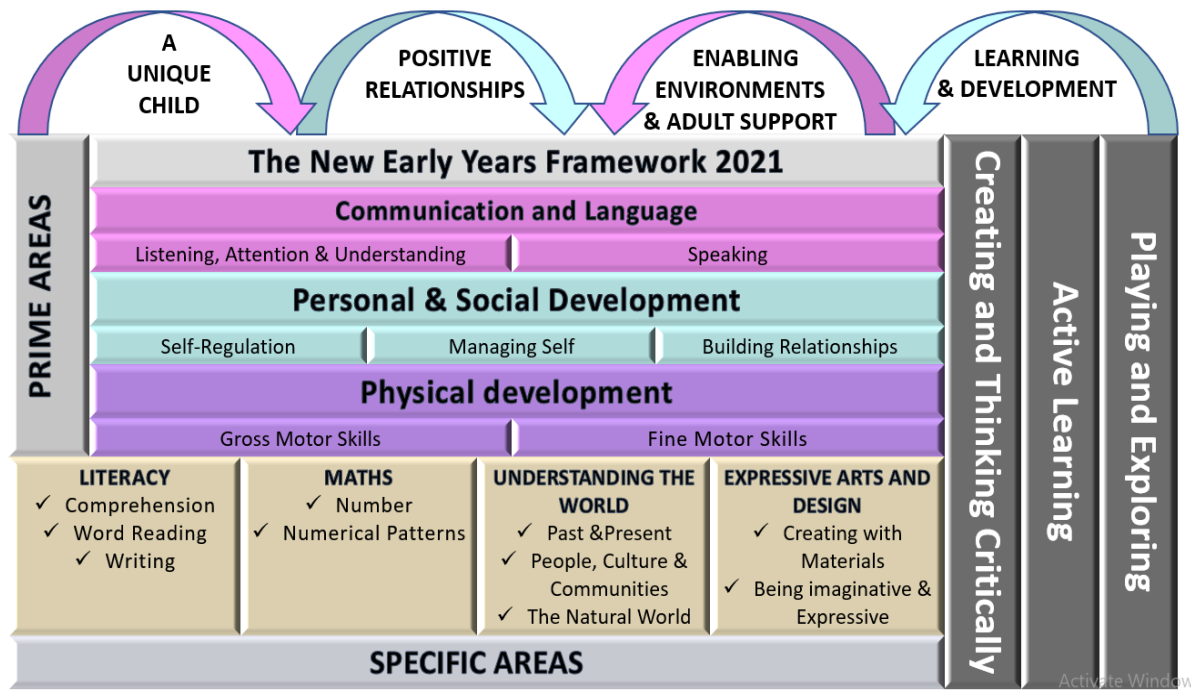 A
UNIQUE
CHILD
POSITIVE
RELATIONSHIPS
ENABLING
ENVIRONMENTS
& ADULT SUPPORT
LEARNING
& DEVELOPMENT
PRIME AREAS
The New Early Years Framework 2021
Communication and Language
Listening, Attention & Understanding
Speaking
Personal & Social Development
Self-Regulation
Managing Self
Building Relationships
Physical development
Gross Motor Skills
Fine Motor Skills
LITERACY
✓ Comprehension
✓ Word Reading
✓ Writing
MATHS
✓ Number
✓ Numerical Patterns
UNDERSTANDING THE
WORLD
✓ Past &Present
✓ People, Culture &
Communities
✓ The Natural World
EXPRESSIVE ARTS AND
DESIGN
✓ Creating with
Materials
✓ Being imaginative &
Expressive
SPECIFIC AREAS
Creating and Thinking Critically
Active Learning
Playing and Exploring
Activate Window